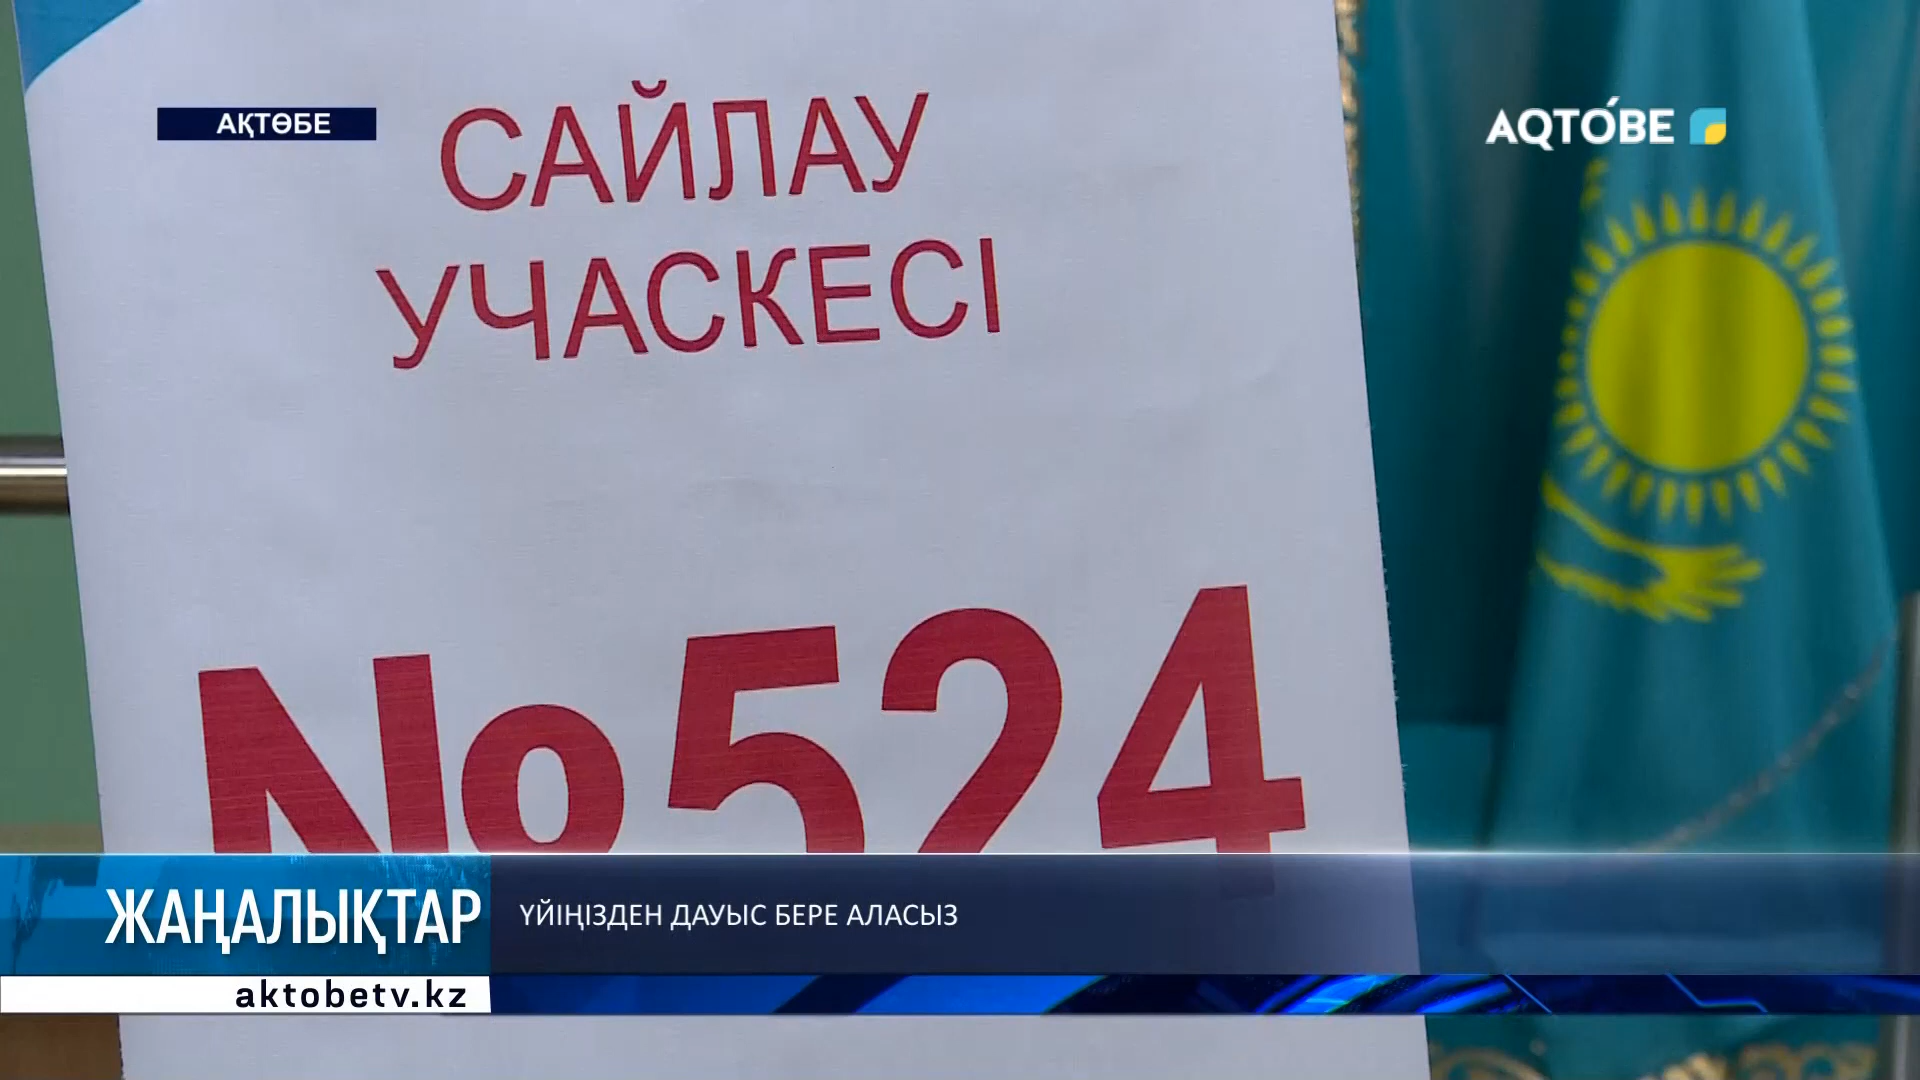 АҚТӨБЕ
AQTÓBE
САЙЛАУ
УЧАСКЕСІ
№524
ЖАҢАЛЫҚТАР
ҮЙІҢІЗДЕН ДАУЫС БЕРЕ АЛАСЫЗ
aktobetv.kz